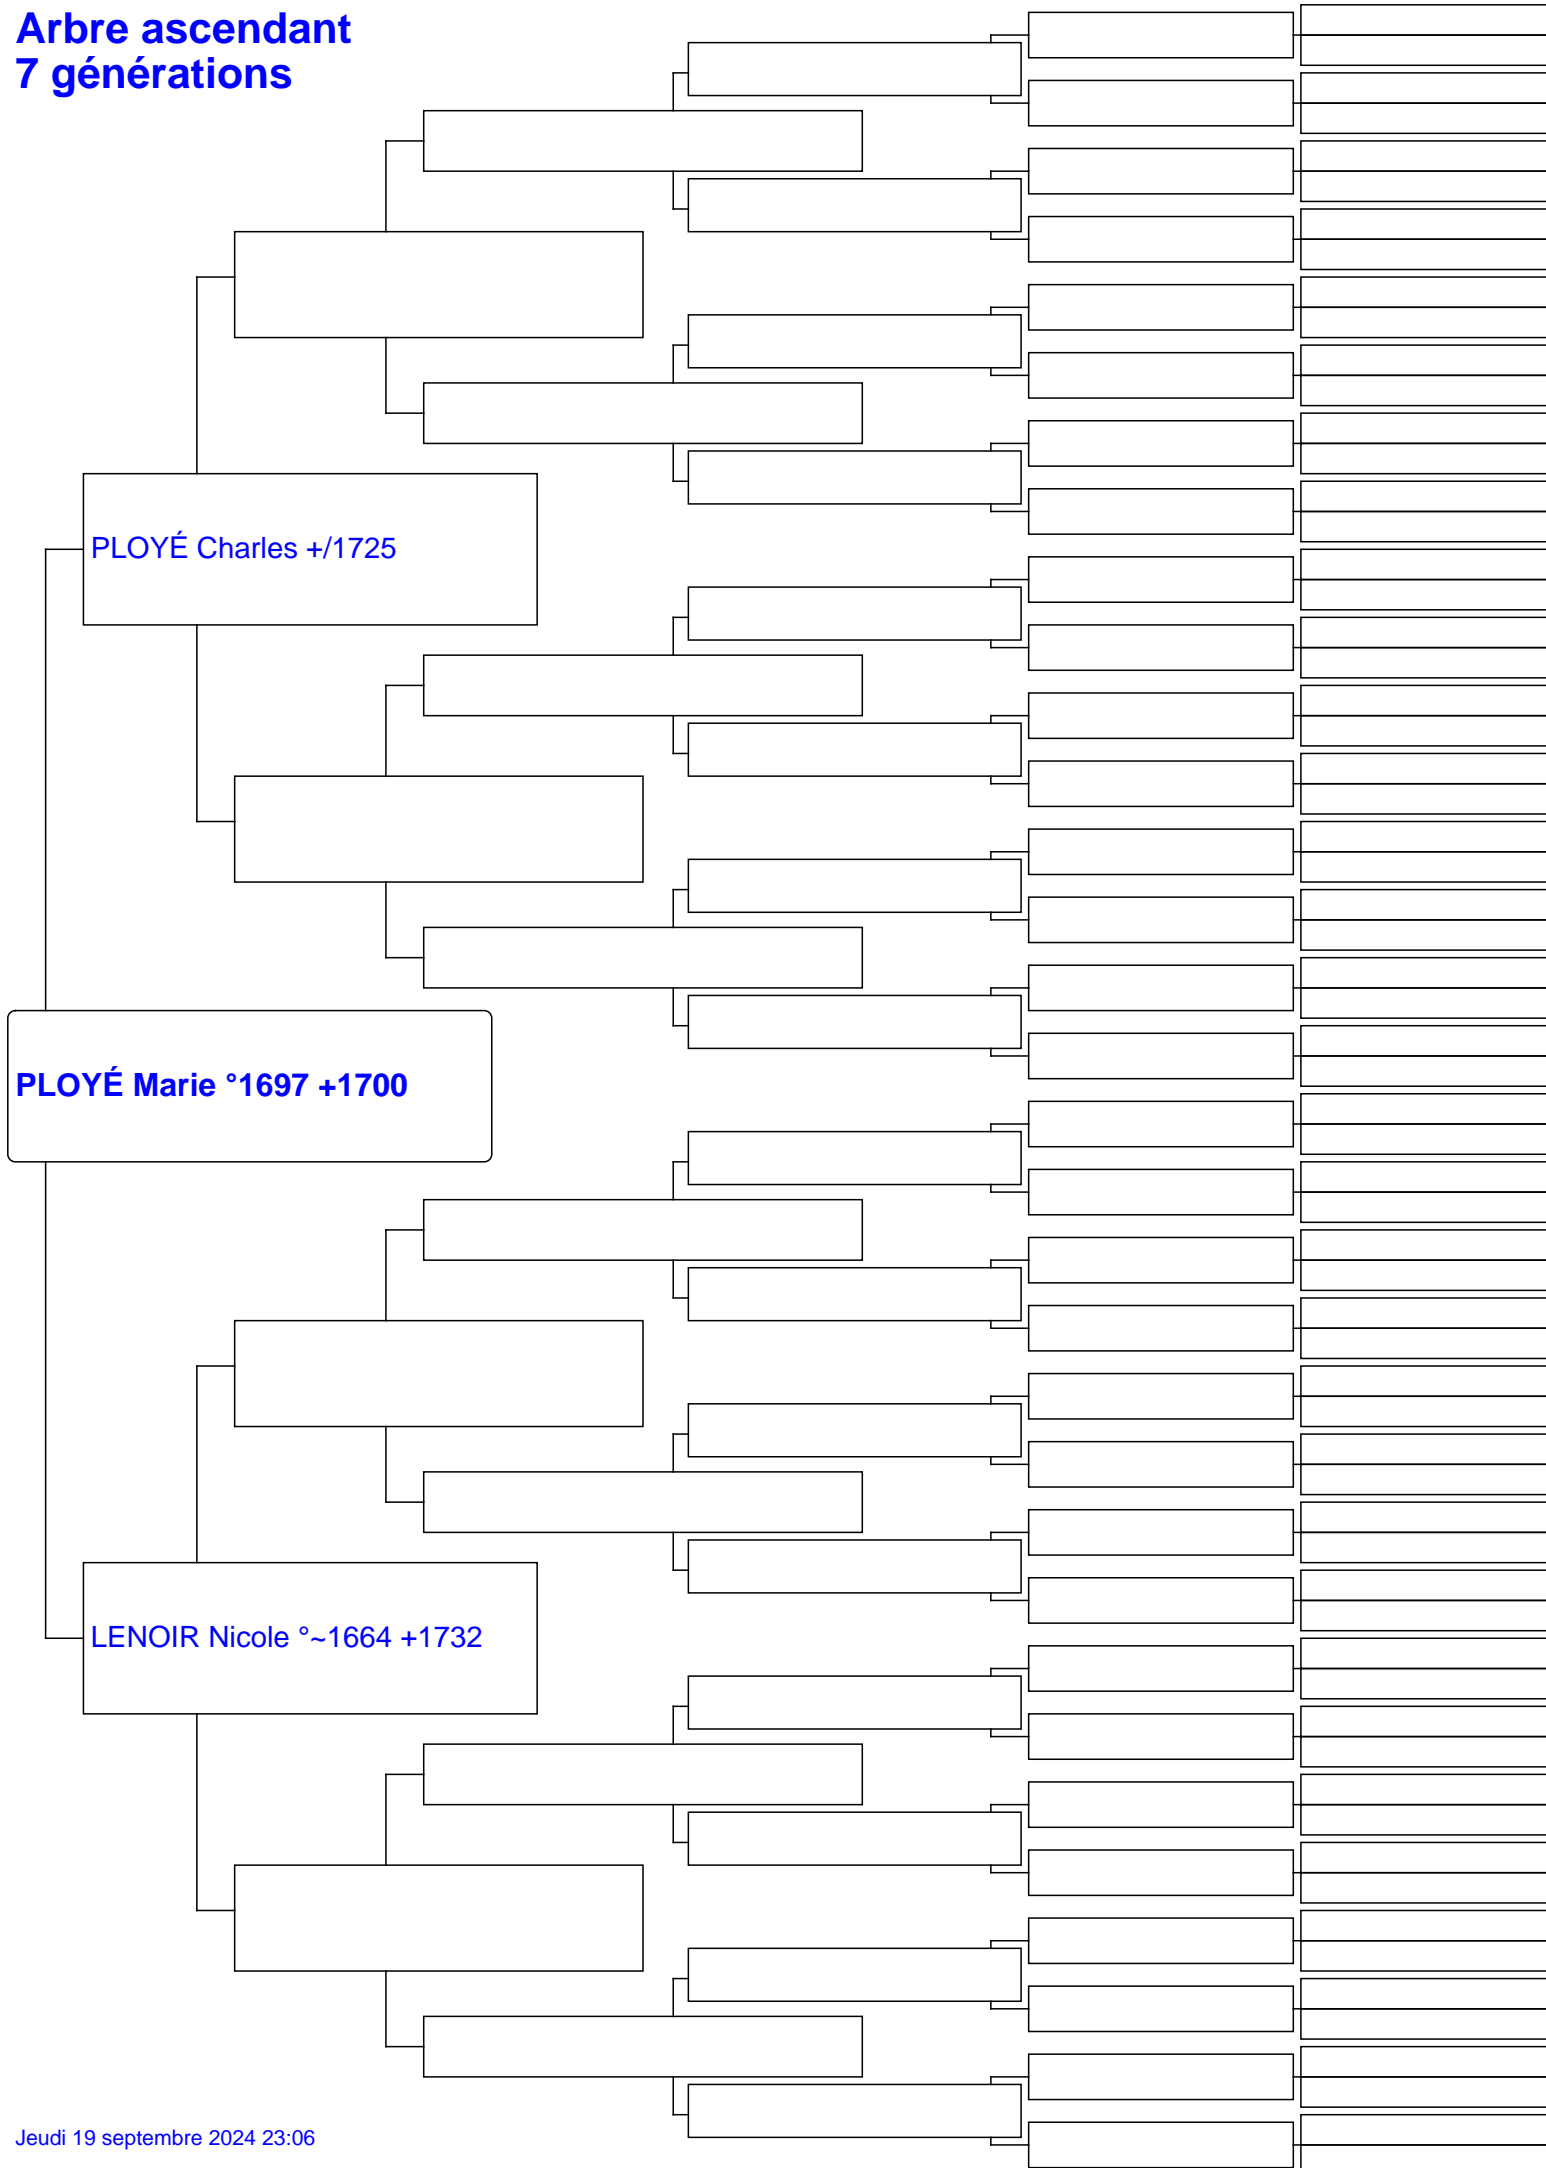 Arbre ascendant
7 générations
PLOYÉ Charles +/1725
PLOYÉ Marie °1697 +1700
LENOIR Nicole °~1664 +1732
Jeudi 19 septembre 2024 23:06